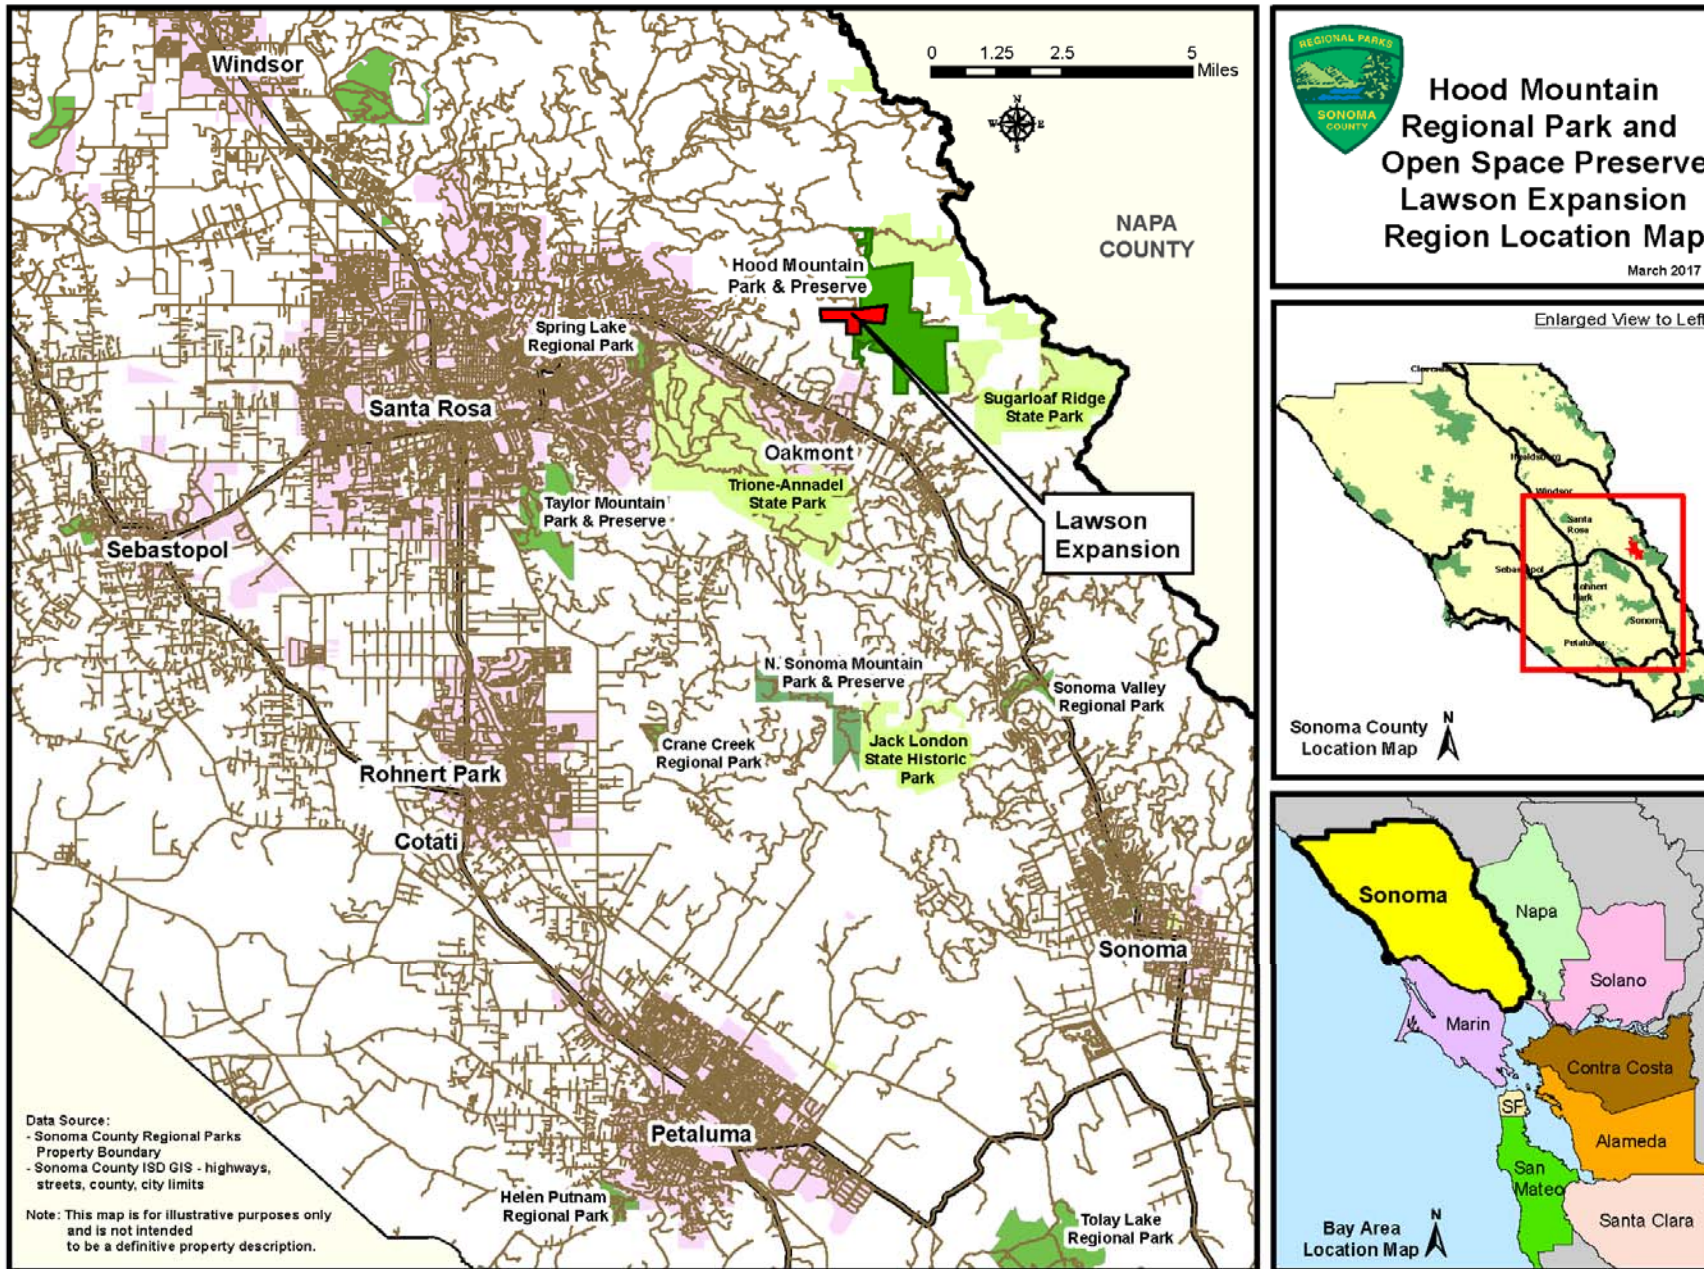 Windsor
0 1.25 2.5 5
Miles
N
W E
S
NAPA
COUNTY
Hood Mountain
Park & Preserve
Spring Lake
Regional Park
Santa Rosa
Sugarloaf Ridge
State Park
Oakmont
Trione-Annadel
State Park
Taylor Mountain
Park & Preserve
Lawson
Expansion
Sebastopol
N. Sonoma Mountain
Park & Preserve
Sonoma Valley
Regional Park
Crane Creek
Regional Park
Jack London
State Historic
Park
Rohnert Park
Cotati
Sonoma
Petaluma
Helen Putnam
Regional Park
Tolay Lake
Regional Park
Data Source:
- Sonoma County Regional Parks
Property Boundary
- Sonoma County ISD GIS - highways,
streets, county, city limits
Note: This map is for illustrative purposes only
and is not intended
to be a definitive property description.
REGIONAL PARKS
SONOMA
COUNTY
Hood Mountain
Regional Park and
Open Space Preserve
Lawson Expansion
Region Location Map
March 2017
Enlarged View to Left
Windsor
Santa
Rosa
Sebastopol
Rohnert
Park
Sonoma
Petaluma
Sonoma County
Location Map
N
Sonoma
Napa
Solano
Marin
Contra Costa
SF
Alameda
San
Mateo
Santa Clara
Bay Area
Location Map
N